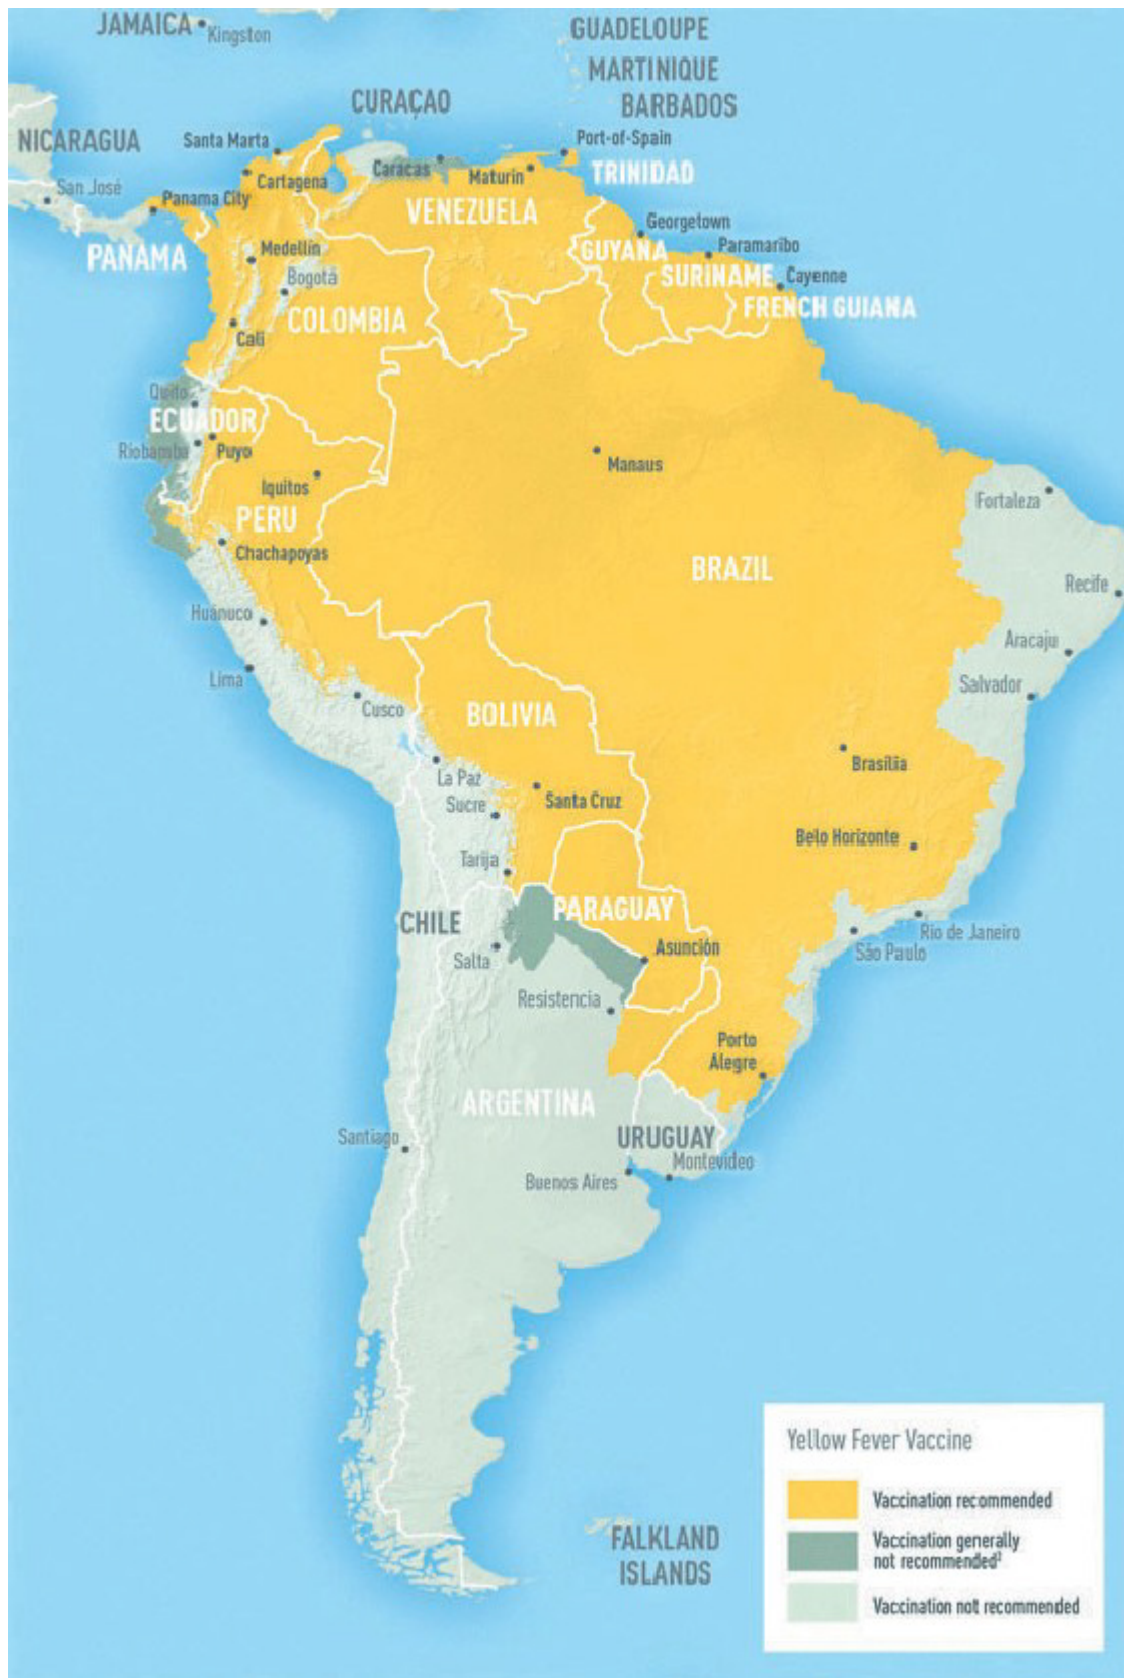 JAMAICA
Kingston
GUADELOUPE
MARTINIQUE
BARBADOS
CURAÇAO
NICARAGUA
Santa Marta
Port-of-Spain
San José
Caracas
Maturin
TRINIDAD
Cartagena
Panama City
VENEZUELA
Georgetown
PANAMA
Medellín
GUYANA
Paramaribo
Bogotá
SURINAME
Cayenne
COLOMBIA
FRENCH GUIANA
Cali
Quito
ECUADOR
Riobamba
Puyo
Manaus
Iquitos
PERU
Fortaleza
Chachapoyas
BRAZIL
Recife
Huánuco
Aracaju
Lima
Salvador
Cusco
BOLIVIA
Brasília
La Paz
Sucre
Santa Cruz
Belo Horizonte
Tarija
CHILE
PARAGUAY
Rio de Janeiro
São Paulo
Salta
Asunción
Resistencia
Porto
Alegre
ARGENTINA
Santiago
URUGUAY
Montevideo
Buenos Aires
FALKLAND
ISLANDS
Yellow Fever Vaccine
Vaccination recommended
Vaccination generally
not recommended²
Vaccination not recommended